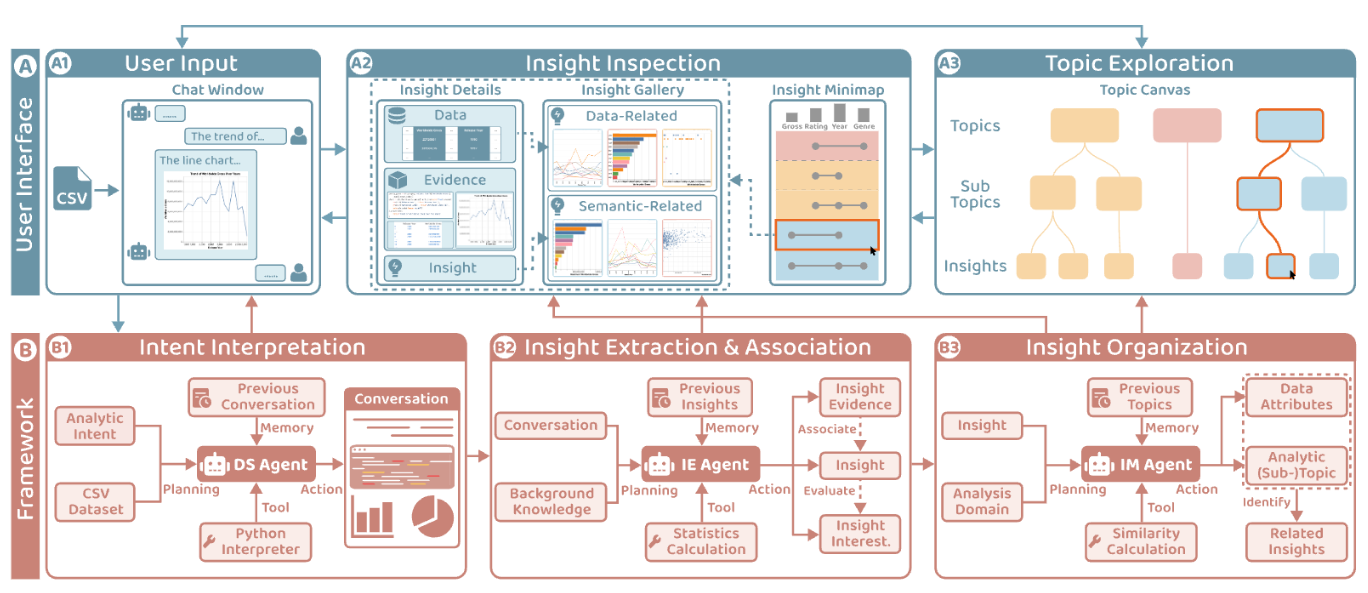 A
User Interface
A1
User Input
Chat Window
......
The trend of...
The line chart...
CSV
......
A2
Insight Inspection
Insight Details
Data
Evidence
Insight
Insight Gallery
Data-Related
Semantic-Related
Insight Minimap
Gross Rating Year Genre
A3
Topic Exploration
Topic Canvas
Topics
Sub
Topics
Insights
B
Framework
B1
Intent Interpretation
Analytic
Intent
CSV
Dataset
Previous
Conversation
Memory
DS Agent
Planning
Action
Tool
Python
Interpreter
Conversation
B2
Insight Extraction & Association
Conversation
Background
Knowledge
Previous
Insights
Memory
IE Agent
Planning
Action
Tool
Statistics
Calculation
Insight
Evidence
Associate
Insight
Evaluate
Insight
Interest.
B3
Insight Organization
Insight
Analysis
Domain
Previous
Topics
Memory
IM Agent
Planning
Action
Tool
Similarity
Calculation
Data
Attributes
Analytic
(Sub-)Topic
Identify
Related
Insights